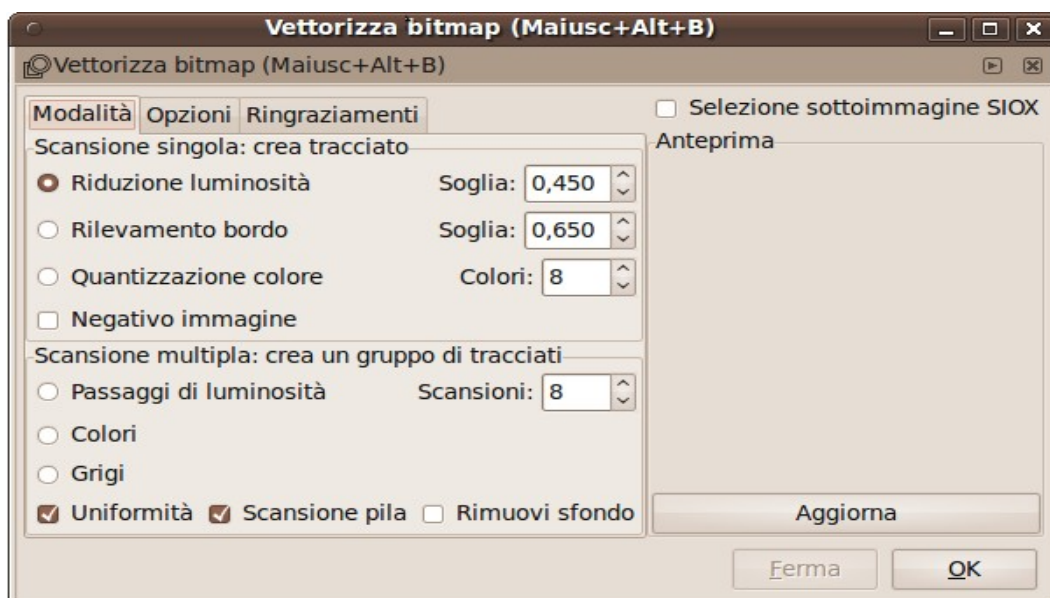 Vettorizza bitmap (Maiusc+Alt+B)
Vettorizza bitmap (Maiusc+Alt+B)
Modalità Opzioni Ringraziamenti
Selezione sottoimmagine SIOX
Scansione singola: crea tracciato
Riduzione luminosità Soglia: 0,450
Rilevamento bordo Soglia: 0,650
Quantizzazione colore Colori: 8
Negativo immagine
Scansione multipla: crea un gruppo di tracciati
Passaggi di luminosità Scansioni: 8
Colori
Grigi
Uniformità Scansione pila Rimuovi sfondo
Anteprima
Aggiorna
Ferma OK